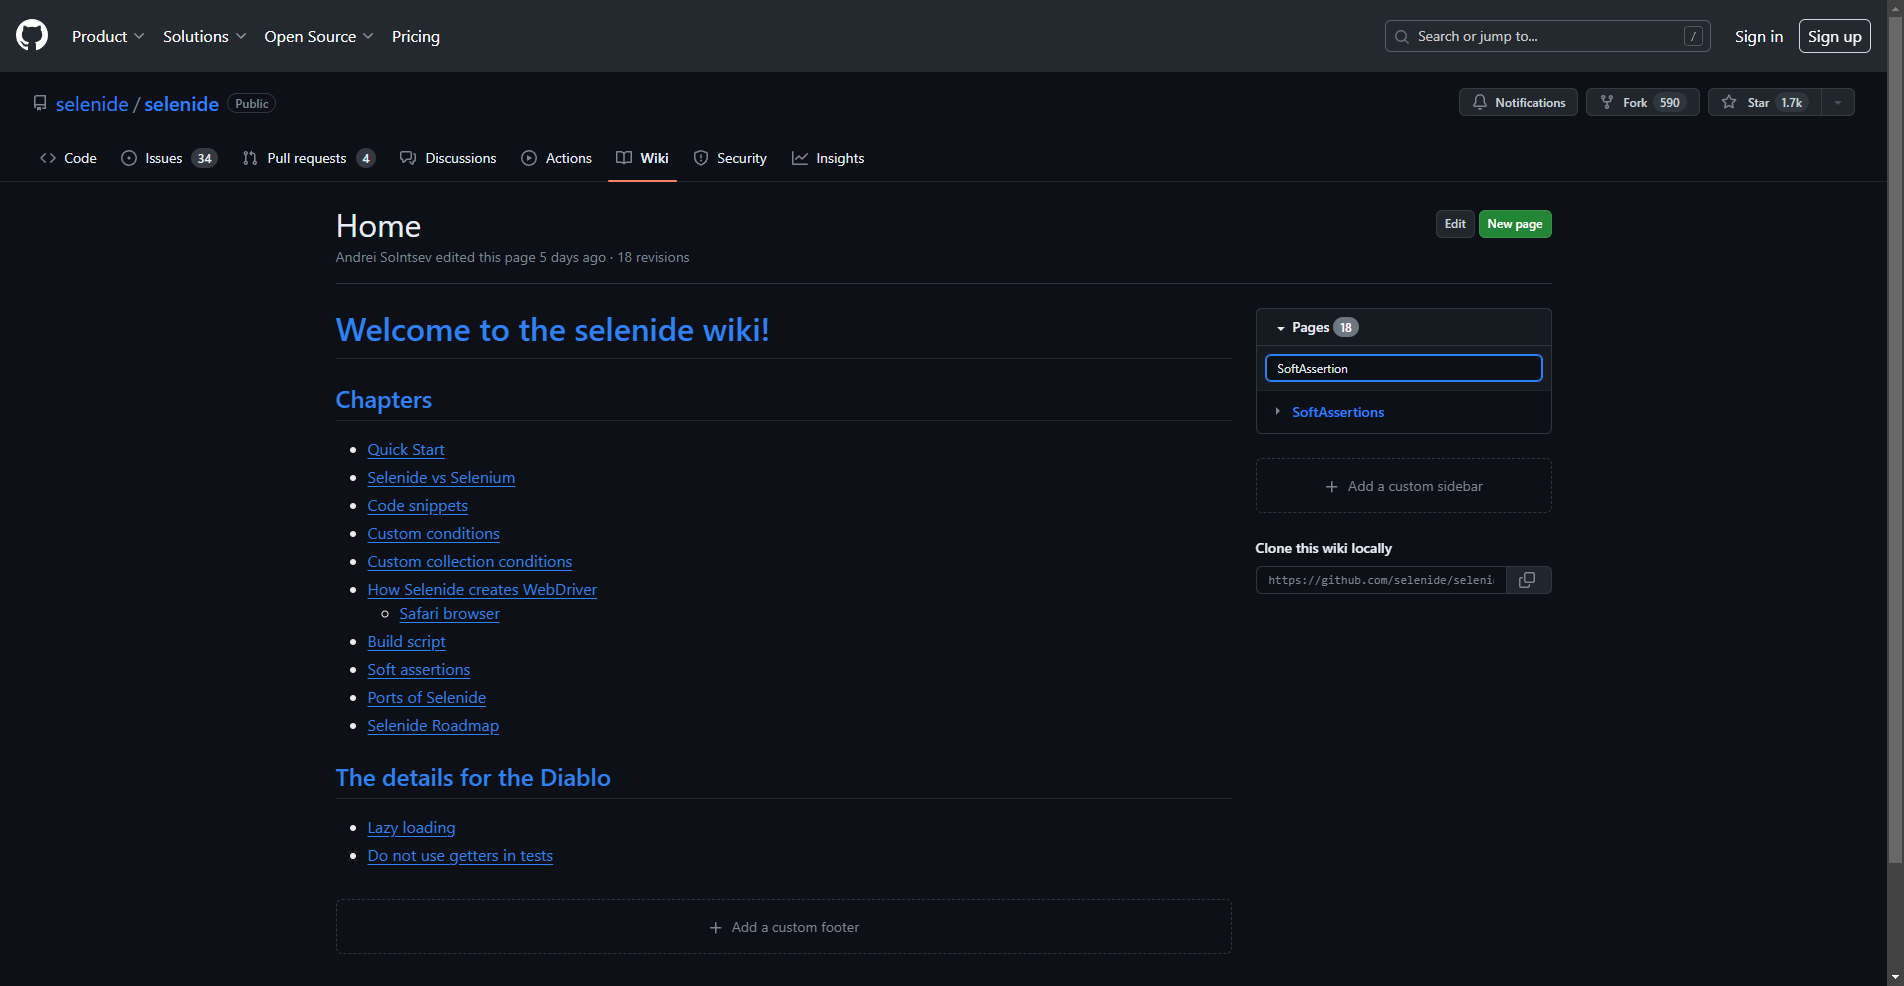 Product Solutions Open Source Pricing Search or jump to... / Sign in Sign up
selenide / selenide Public Notifications Fork 590 Star 1.7k
Code Issues 34 Pull requests 4 Discussions Actions Wiki Security Insights
Home Edit New page
Andrei Solntsev edited this page 5 days ago · 18 revisions
Welcome to the selenide wiki!
Chapters
Quick Start
Selenide vs Selenium
Code snippets
Custom conditions
Custom collection conditions
How Selenide creates WebDriver
Safari browser
Build script
Soft assertions
Ports of Selenide
Selenide Roadmap
The details for the Diablo
Lazy loading
Do not use getters in tests
Add a custom footer
Pages 18
SoftAssertion
SoftAssertions
Add a custom sidebar
Clone this wiki locally
https://github.com/selenide/seleni